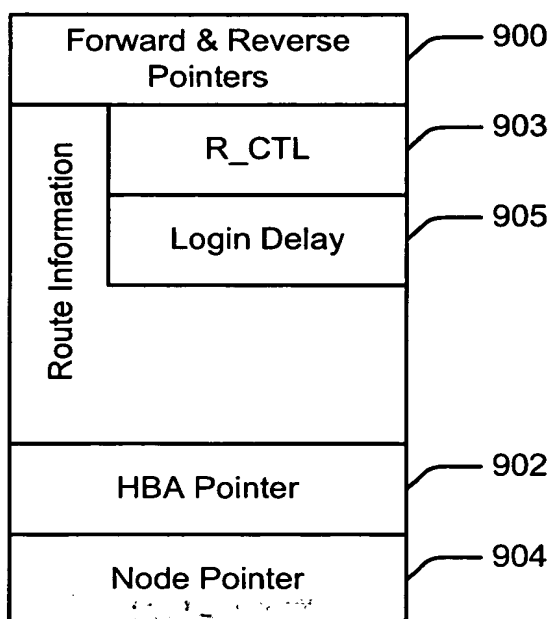 Forward & Reverse
Pointers
900
Route Information
R_CTL
903
Login Delay
905
HBA Pointer
902
Node Pointer
904